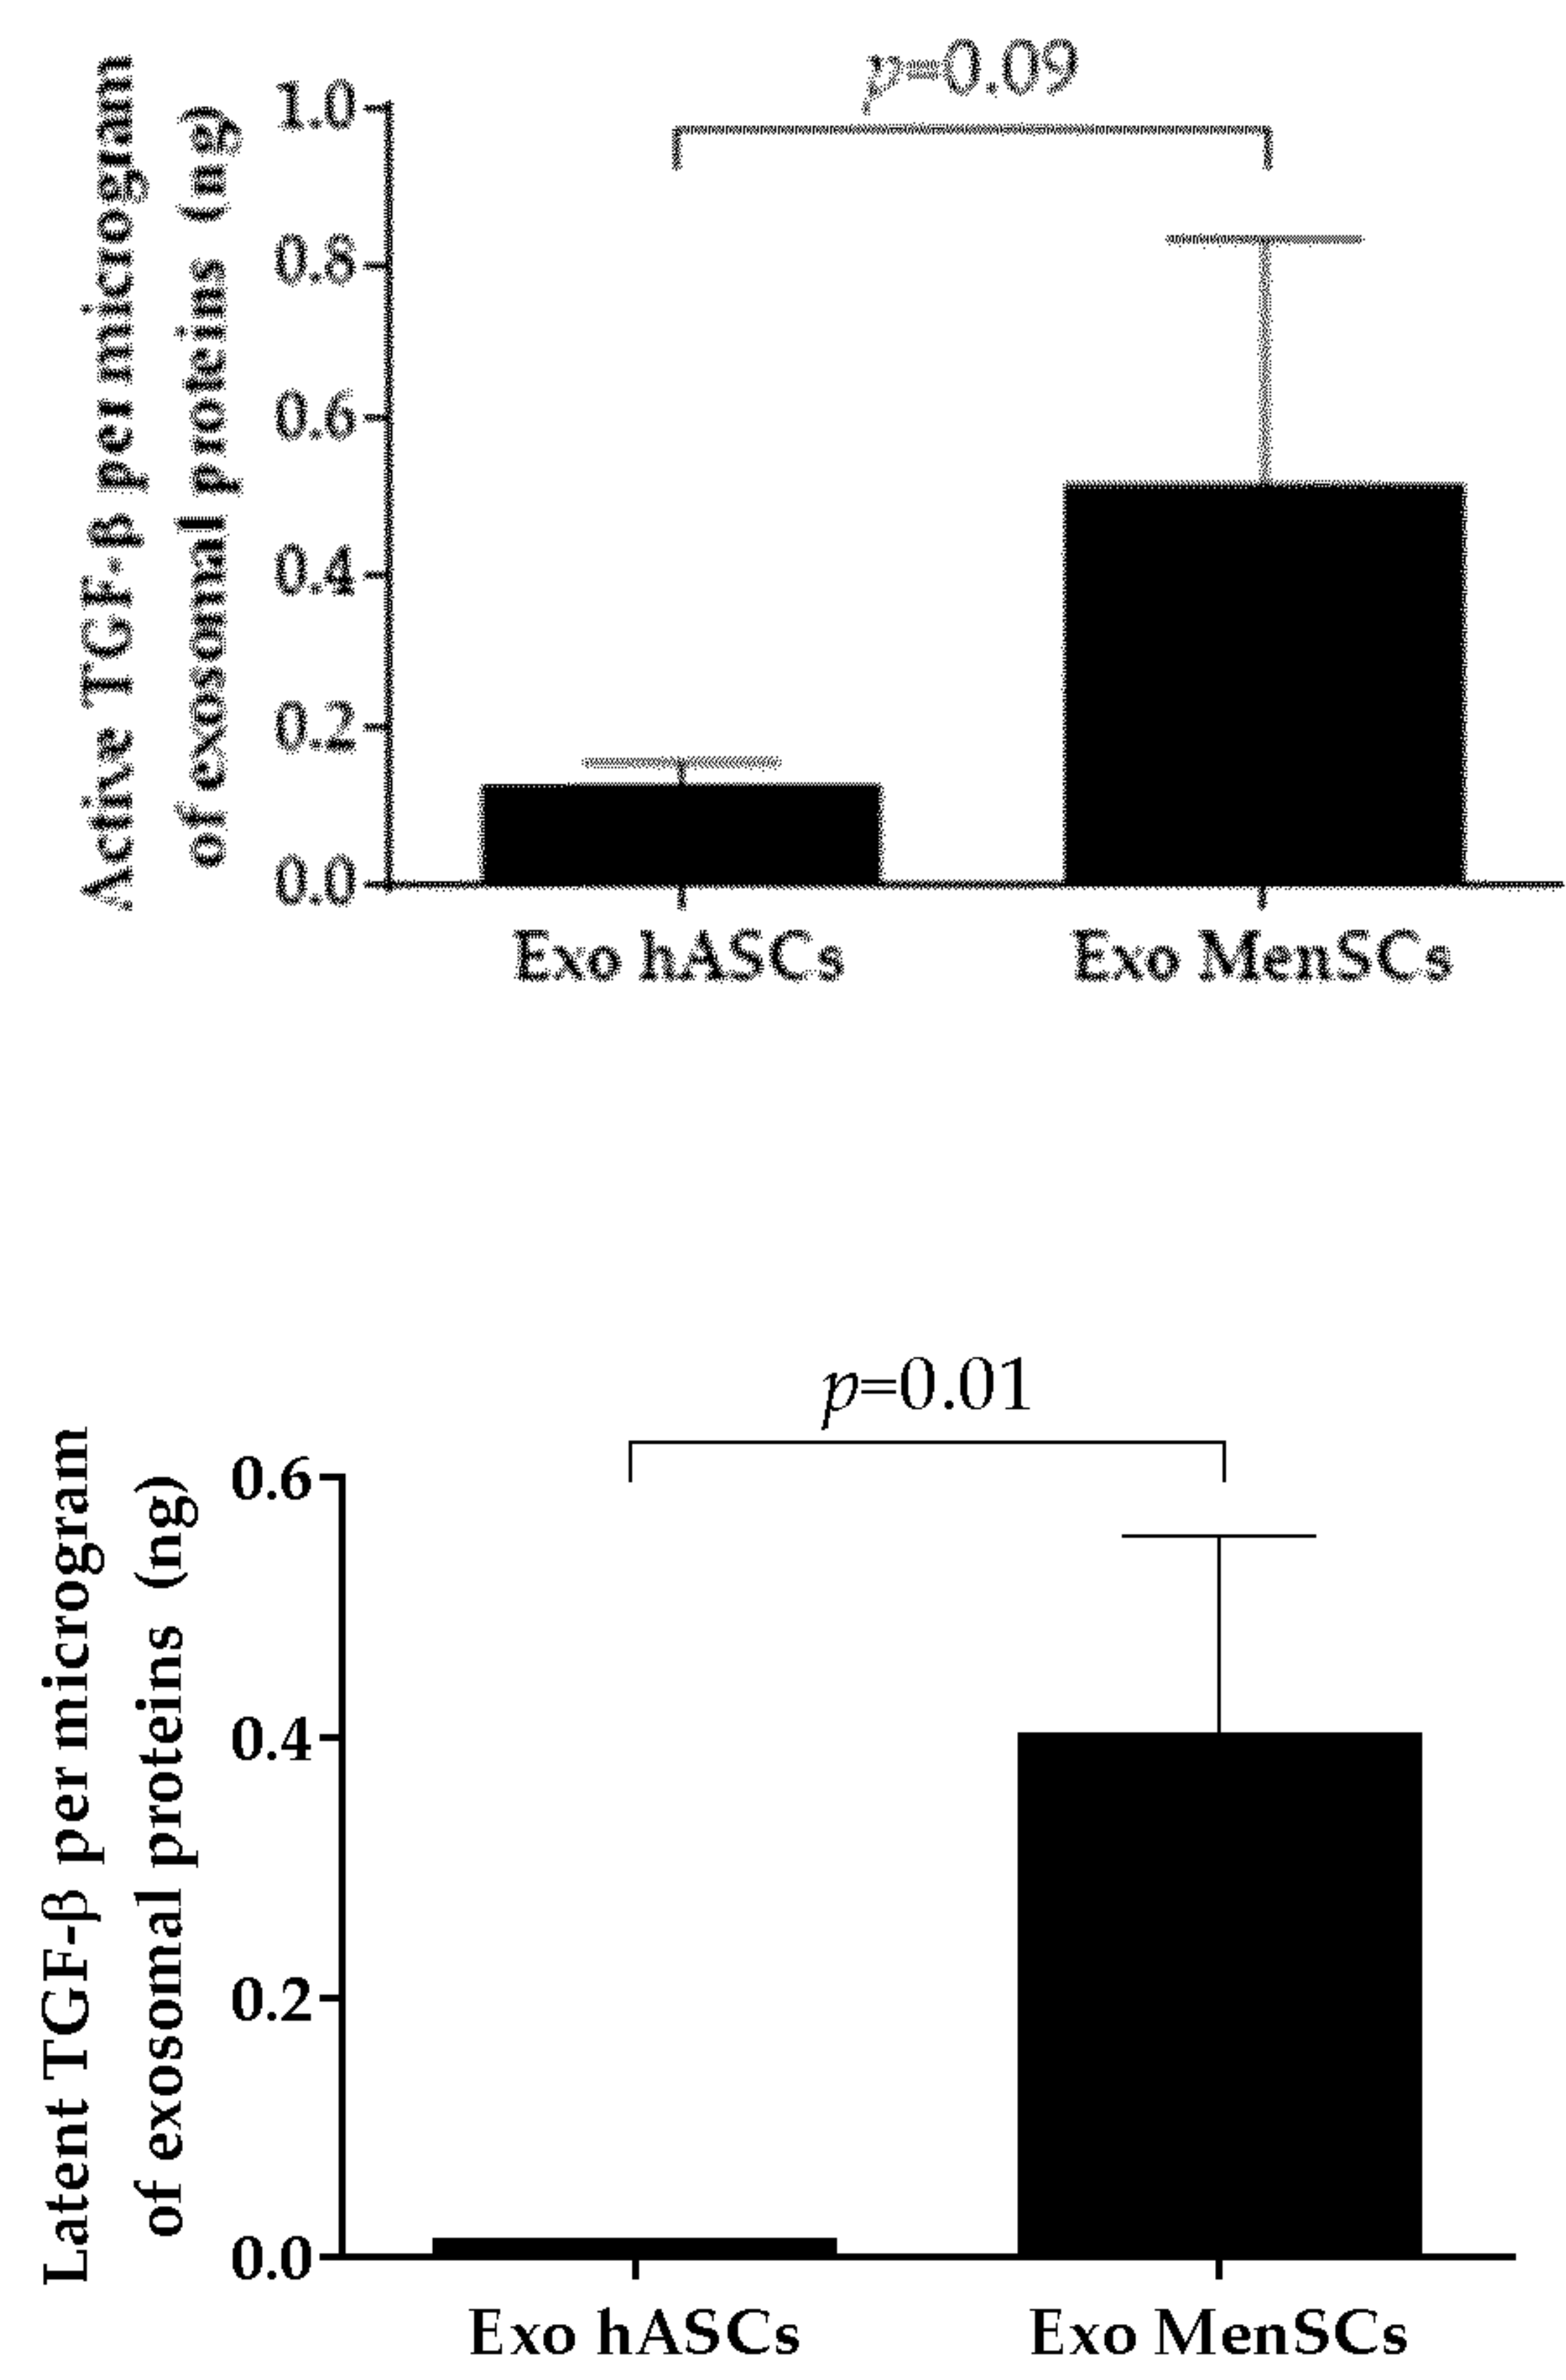 p=0.09
Active TGF-β per microgram
of exosomal proteins (ng)
1.0
0.8
0.6
0.4
0.2
0.0
Exo hASCs Exo MenSCs
p=0.01
Latent TGF-β per microgram
of exosomal proteins (ng)
0.6
0.4
0.2
0.0
Exo hASCs Exo MenSCs